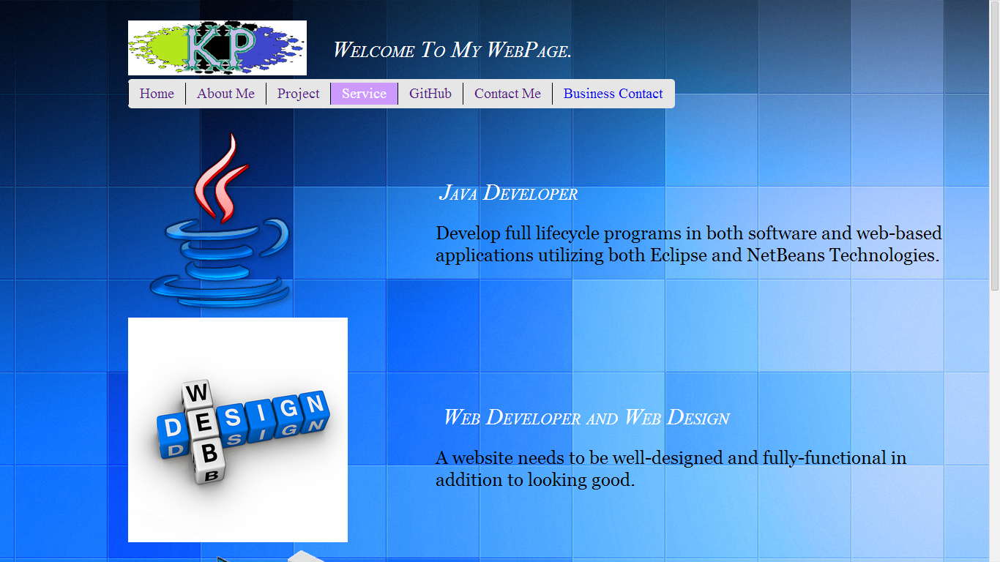 KP
Welcome To My WebPage.
Home About Me Project Service GitHub Contact Me Business Contact
Java Developer
Develop full lifecycle programs in both software and web-based
applications utilizing both Eclipse and NetBeans Technologies.
WEB
DESIGN
Web Developer and Web Design
A website needs to be well-designed and fully-functional in
addition to looking good.